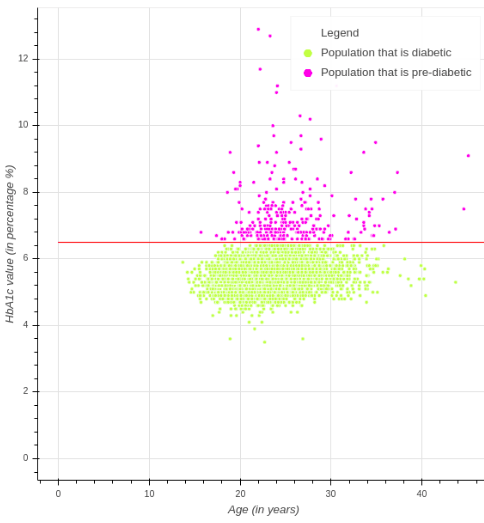 Legend
Population that is diabetic
Population that is pre-diabetic
HbA1c value (in percentage %)
12
10
8
6
4
2
0
0 10 20 30 40
Age (in years)